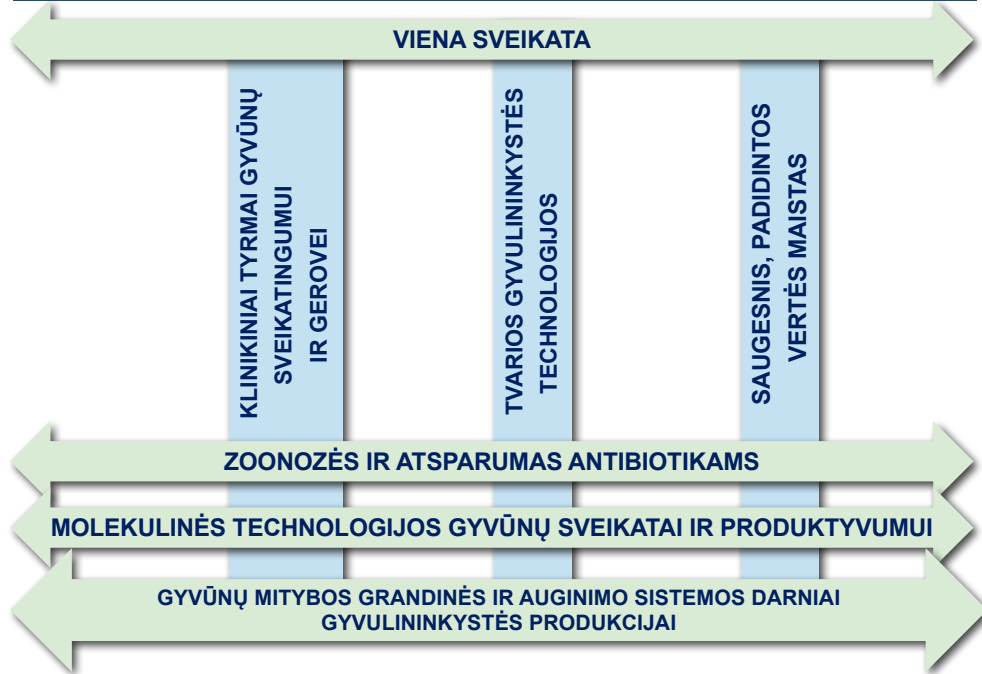 VIENA SVEIKATA
KLINIKINIAI TYRMAI GYVŪNŲ
SVEIKATINGUMUI
IR GEROVEI
TVARIOS GYVULININKYSTĖS
TECHNOLOGIJOS
SAUGESNIS, PADIDINTOS
VERTĖS MAISTAS
ZOONOZĖS IR ATSPARUMAS ANTIBIOTIKAMS
MOLEKULINĖS TECHNOLOGIJOS GYVŪNŲ SVEIKATAI IR PRODUKTYVUMUI
GYVŪNŲ MITYBOS GRANDINĖS IR AUGINIMO SISTEMOS DARNIAI
GYVULININKYSTĖS PRODUKCIJAI